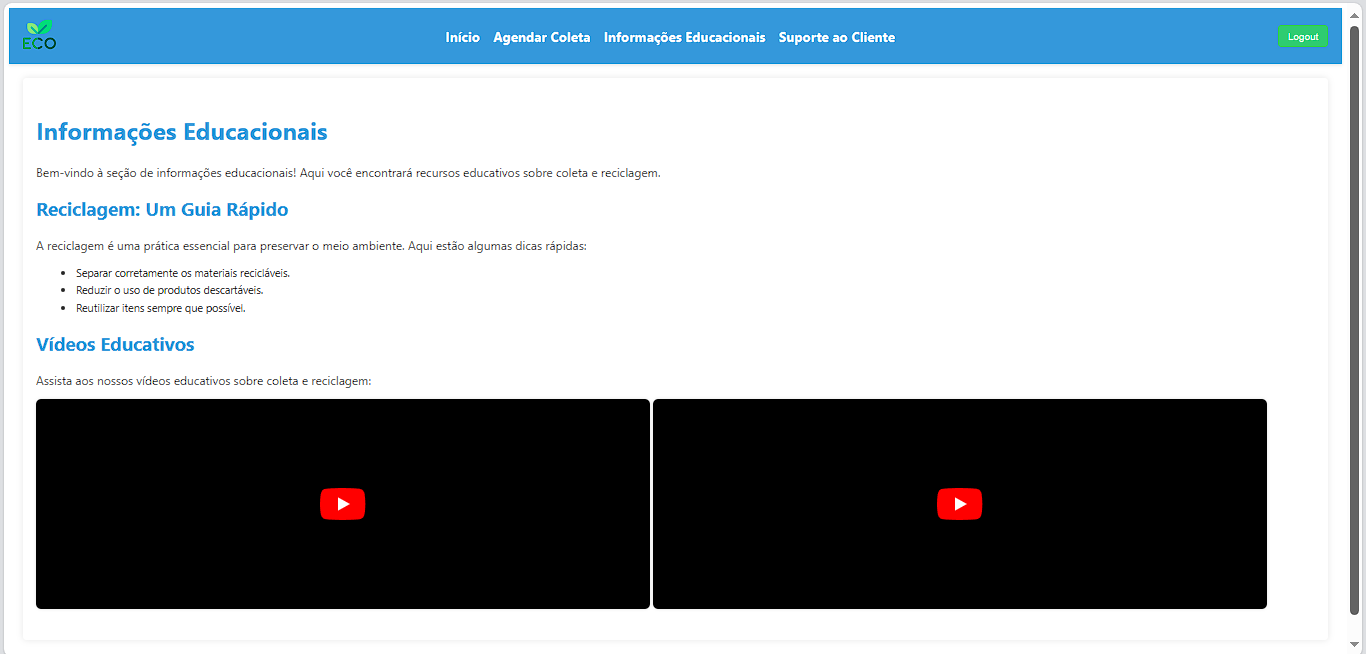 ECO
Início Agendar Coleta Informações Educacionais Suporte ao Cliente
Logout
Informações Educacionais
Bem-vindo à seção de informações educacionais! Aqui você encontrará recursos educativos sobre coleta e reciclagem.
Reciclagem: Um Guia Rápido
A reciclagem é uma prática essencial para preservar o meio ambiente. Aqui estão algumas dicas rápidas:
• Separar corretamente os materiais recicláveis.
• Reduzir o uso de produtos descartáveis.
• Reutilizar itens sempre que possível.
Vídeos Educativos
Assista aos nossos vídeos educativos sobre coleta e reciclagem: